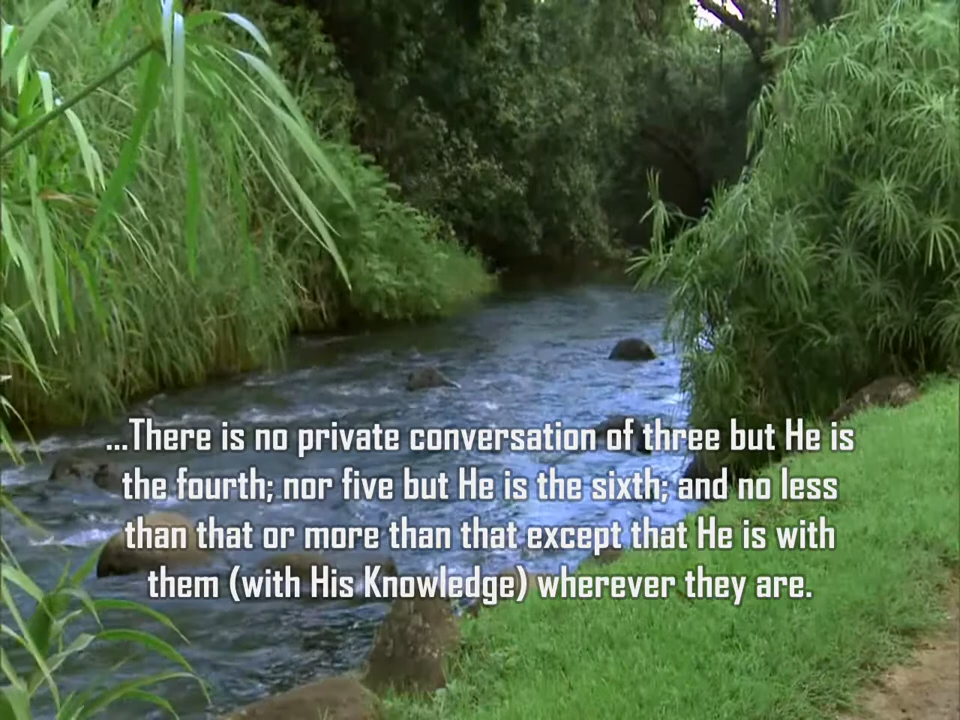 ...There is no private conversation of three but He is
the fourth; nor five but He is the sixth; and no less
than that or more than that except that He is with
them (with His Knowledge) wherever they are.